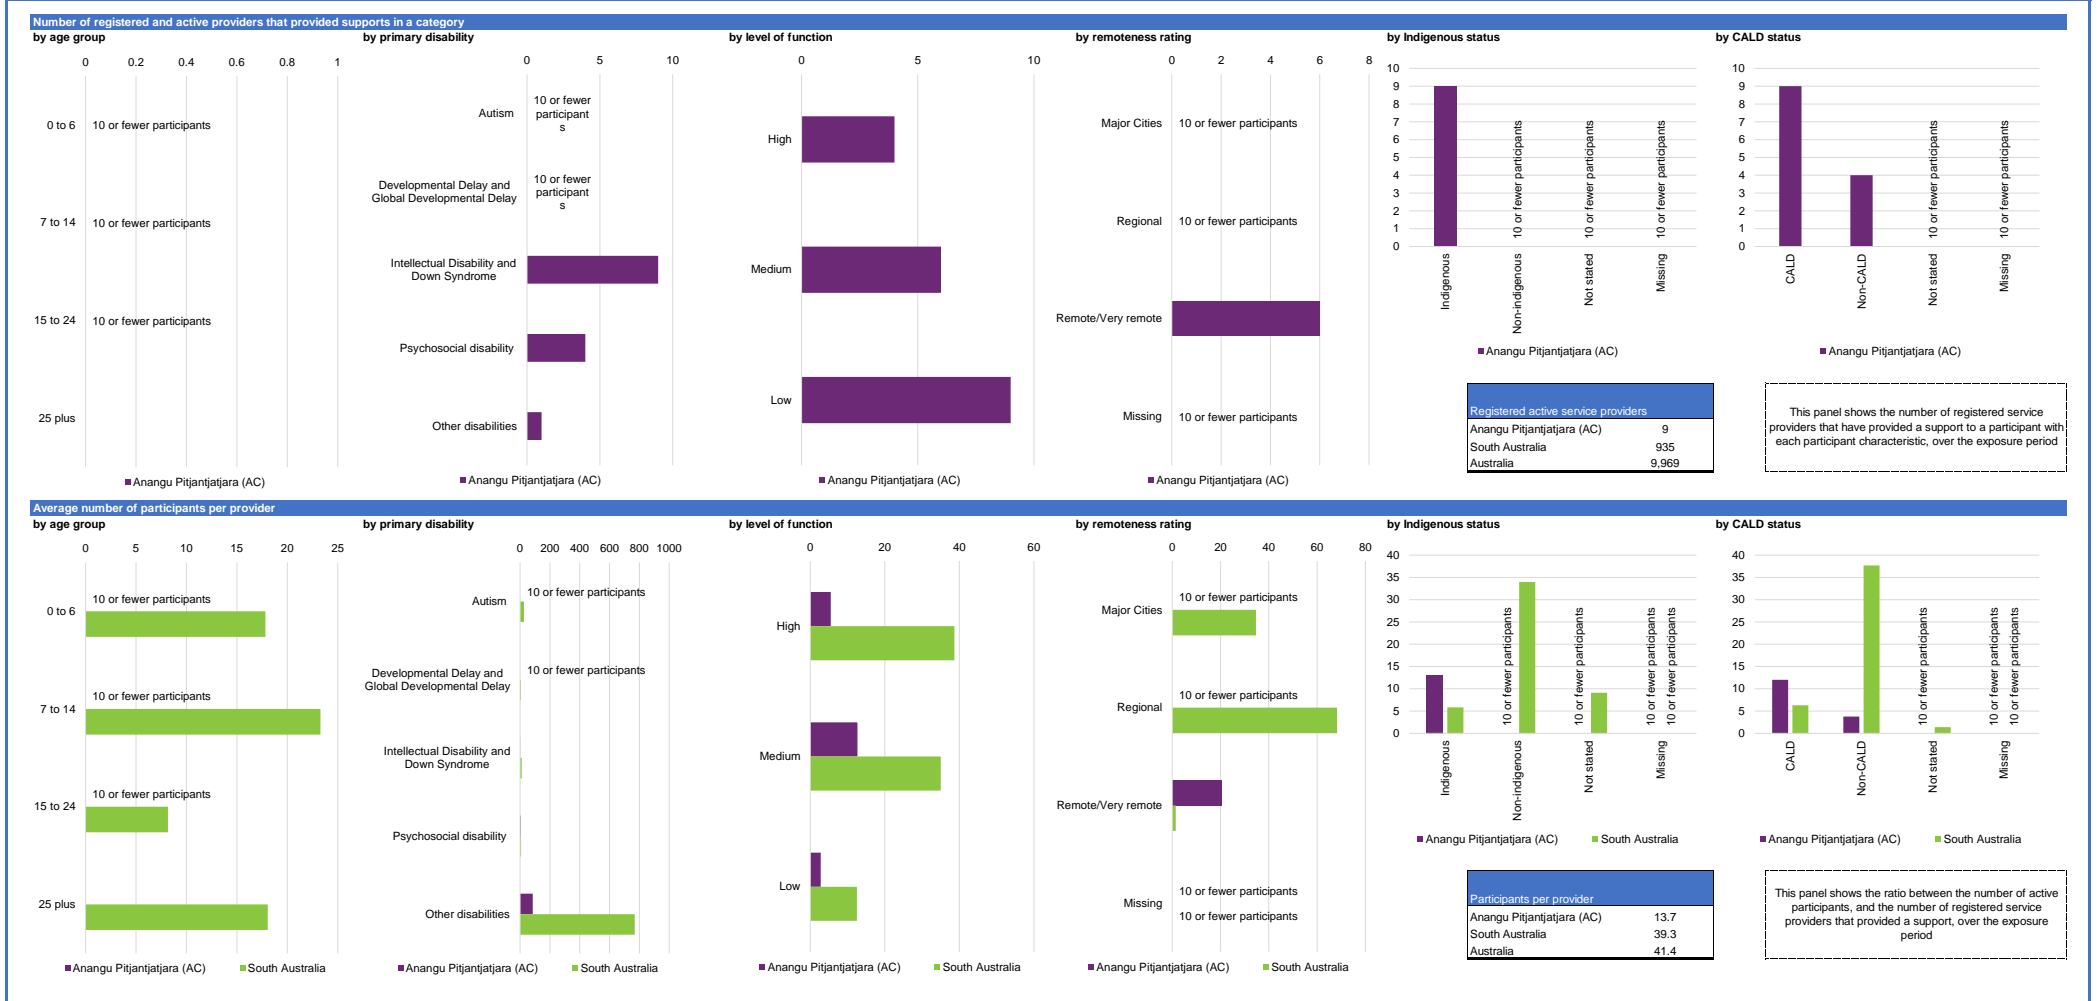 Number of registered and active providers that provided supports in a category
by age group
0 0.2 0.4 0.6 0.8 1
0 to 6
10 or fewer participants
7 to 14
10 or fewer participants
15 to 24
10 or fewer participants
25 plus
Anangu Pitjantjatjara (AC)
by primary disability
0 5 10
Autism
10 or fewer
participant
s
Developmental Delay and
Global Developmental Delay
10 or fewer
participant
s
Intellectual Disability and
Down Syndrome
Psychosocial disability
Other disabilities
Anangu Pitjantjatjara (AC)
by level of function
0 5 10
High
Medium
Low
Anangu Pitjantjatjara (AC)
by remoteness rating
0 2 4 6 8
Major Cities
10 or fewer participants
Regional
10 or fewer participants
Remote/Very remote
Missing
10 or fewer participants
Anangu Pitjantjatjara (AC)
by Indigenous status
10
9
8
7
6
5
4
3
2
1
0
10 or fewer participants
10 or fewer participants
10 or fewer participants
Indigenous
Non-indigenous
Not stated
Missing
Anangu Pitjantjatjara (AC)
by CALD status
10
9
8
7
6
5
4
3
2
1
0
10 or fewer participants
10 or fewer participants
CALD
Non-CALD
Not stated
Missing
Anangu Pitjantjatjara (AC)
Registered active service providers
Anangu Pitjantjatjara (AC) 9
South Australia 935
Australia 9,969
This panel shows the number of registered service
providers that have provided a support to a participant with
each participant characteristic, over the exposure period
Average number of participants per provider
by age group
0 5 10 15 20 25
0 to 6
10 or fewer participants
7 to 14
10 or fewer participants
15 to 24
10 or fewer participants
25 plus
Anangu Pitjantjatjara (AC) South Australia
by primary disability
0 200 400 600 800 1000
Autism
10 or fewer participants
Developmental Delay and
Global Developmental Delay
10 or fewer participants
Intellectual Disability and
Down Syndrome
Psychosocial disability
Other disabilities
Anangu Pitjantjatjara (AC) South Australia
by level of function
0 20 40 60
High
Medium
Low
Anangu Pitjantjatjara (AC) South Australia
by remoteness rating
0 20 40 60 80
Major Cities
10 or fewer participants
Regional
10 or fewer participants
Remote/Very remote
Missing
10 or fewer participants
10 or fewer participants
Anangu Pitjantjatjara (AC) South Australia
by Indigenous status
40
35
30
25
20
15
10
5
0
10 or fewer participants
10 or fewer participants
10 or fewer participants
10 or fewer participants
Indigenous
Non-indigenous
Not stated
Missing
Anangu Pitjantjatjara (AC) South Australia
by CALD status
40
35
30
25
20
15
10
5
0
10 or fewer participants
10 or fewer participants
10 or fewer participants
CALD
Non-CALD
Not stated
Missing
Anangu Pitjantjatjara (AC) South Australia
Participants per provider
Anangu Pitjantjatjara (AC) 13.7
South Australia 39.3
Australia 41.4
This panel shows the ratio between the number of active
participants, and the number of registered service
providers that provided a support, over the exposure
period